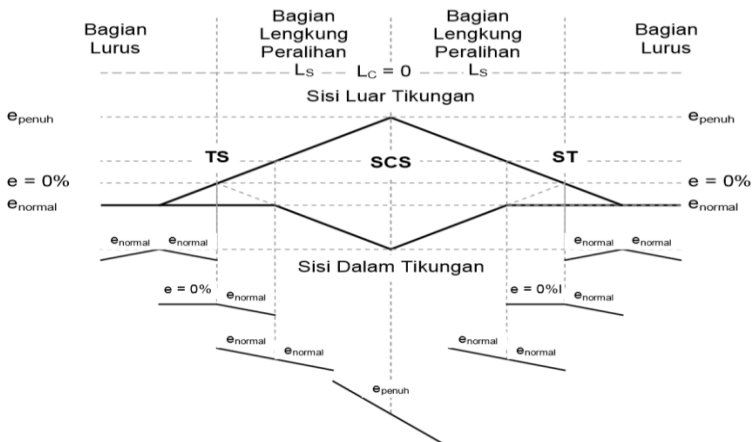 Bagian
Lurus
Bagian
Lengkung
Peralihan
Bagian
Lengkung
Peralihan
Bagian
Lurus
LS LC = 0 LS
Sisi Luar Tikungan
epenuh epenuh
TS SCS ST
e = 0% e = 0%
enormal enormal
enormal enormal enormal enormal
Sisi Dalam Tikungan
e = 0% enormal e = 0%l enormal
enormal enormal enormal enormal
epenuh